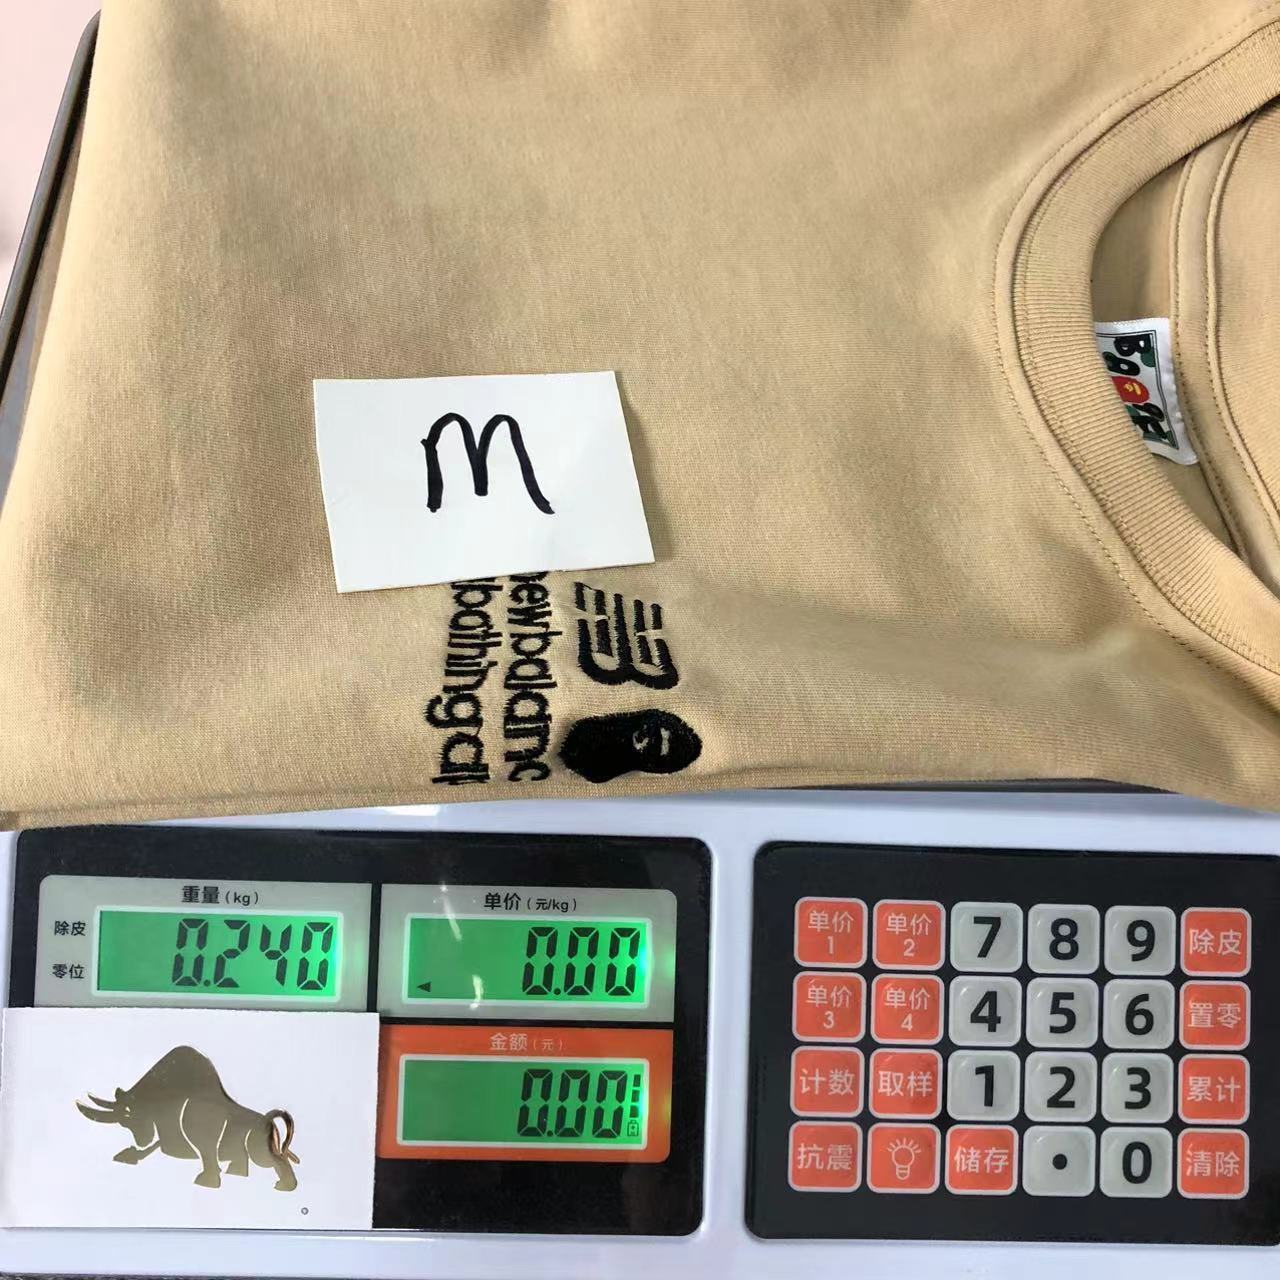 M
newbalanc
bathingap
重量(kg)
除皮
零位
0.240
单价(元/kg)
0.00
金额(元)
0.00
单价1 单价2 7 8 9 除皮
单价3 单价4 4 5 6 置零
计数 取样 1 2 3 累计
抗震 储存 • 0 清除